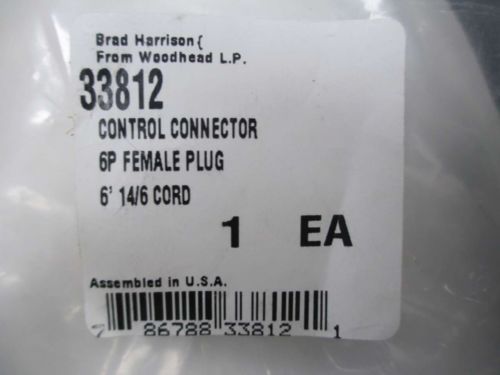 Brad Harrison{
From Woodhead L.P.
33812
CONTROL CONNECTOR
6P FEMALE PLUG
6' 14/6 CORD
1 EA
Assembled in U.S.A.
7 86788 33812 1